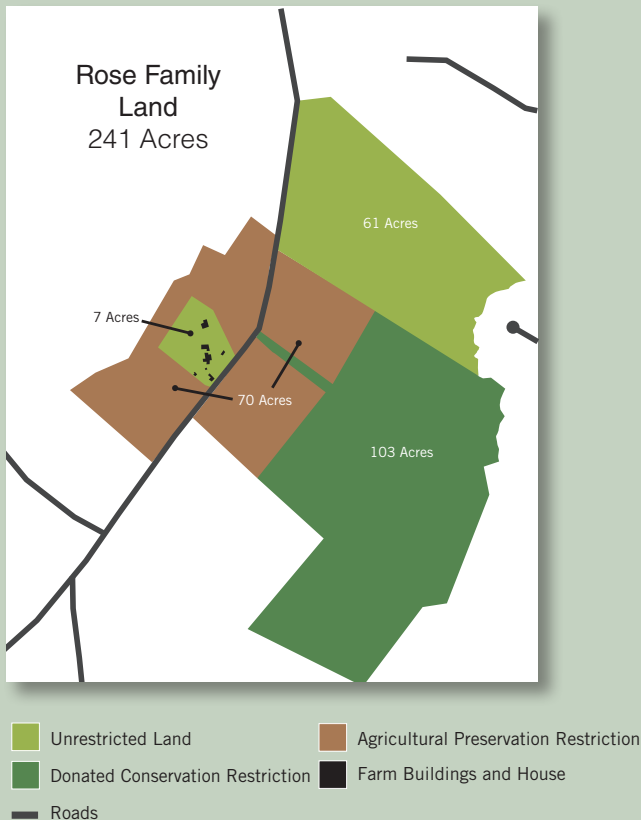 Rose Family
Land
241 Acres
61 Acres
7 Acres
70 Acres
103 Acres
Unrestricted Land
Agricultural Preservation Restriction
Donated Conservation Restriction
Farm Buildings and House
Roads